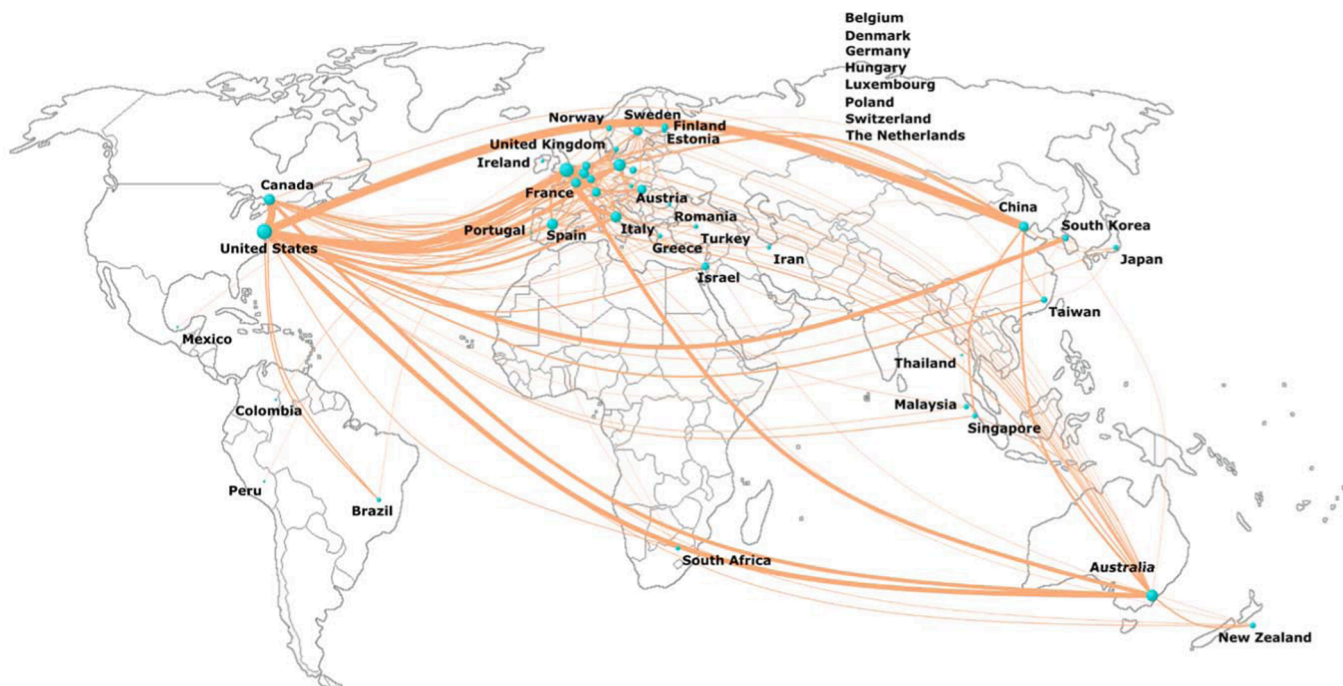 Belgium
Denmark
Germany
Hungary
Luxembourg
Poland
Switzerland
The Netherlands
Norway
Sweden
Finland
United Kingdom
Estonia
Ireland
Canada
France
Austria
China
Romania
South Korea
Portugal
Spain
Italy
Turkey
United States
Greece
Iran
Japan
Israel
Taiwan
Mexico
Thailand
Malaysia
Colombia
Singapore
Peru
Brazil
South Africa
Australia
New Zealand